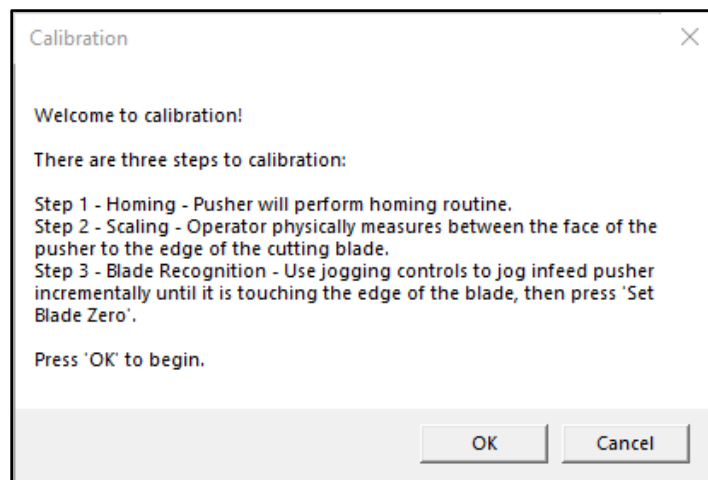 Calibration
Welcome to calibration!
There are three steps to calibration:
Step 1 - Homing - Pusher will perform homing routine.
Step 2 - Scaling - Operator physically measures between the face of the
pusher to the edge of the cutting blade.
Step 3 - Blade Recognition - Use jogging controls to jog infeed pusher
incrementally until it is touching the edge of the blade, then press 'Set
Blade Zero'.
Press 'OK' to begin.
OK Cancel